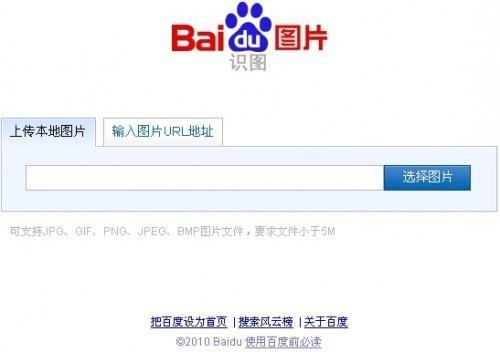 Bai du 图片
识图
上传本地图片 输入图片URL地址
选择图片
可支持JPG、GIF、PNG、JPEG、BMP图片文件，要求文件小于5M
把百度设为首页 | 搜索风云榜 | 关于百度
©2010 Baidu 使用百度前必读